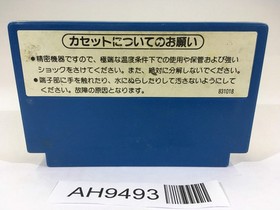 カセットについてのお願い
●精密機器ですので、極端な温度条件下での使用や保管および強い
ショックをさけてください。また、絶対に分解しないでください。
●端子部に手を触れたり、水にぬらしたりして汚さないようにして
ください。故障の原因となります。
831018
AH9493